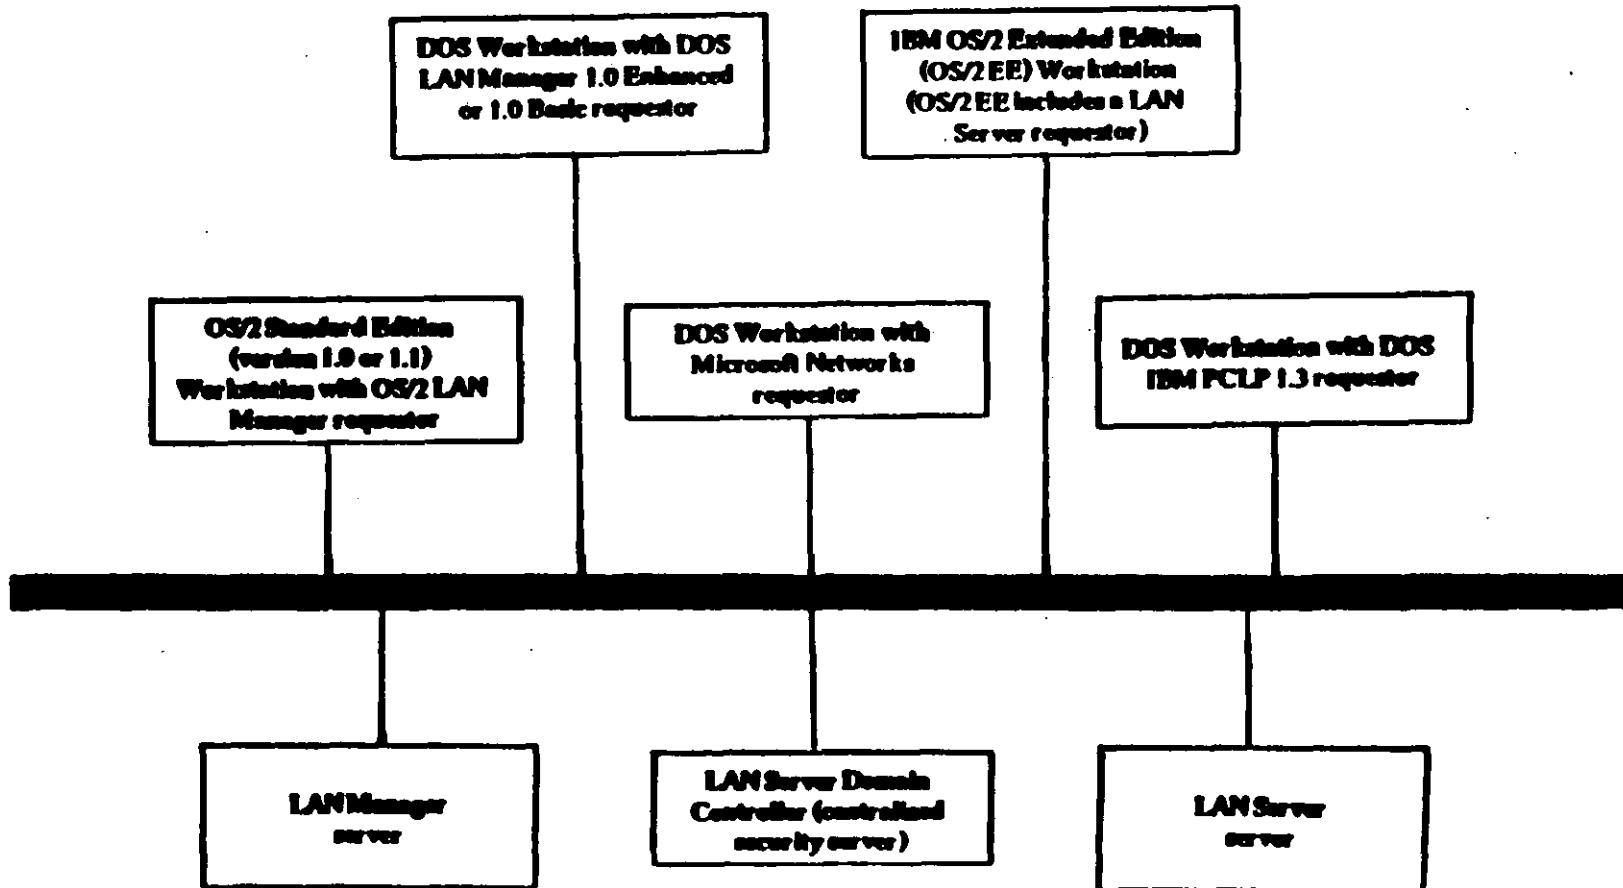 DOS Workstation with DOS
LAN Manager 1.0 Enhanced
or 1.0 Basic requestor
IBM OS/2 Extended Edition
(OS/2 EE) Workstation
(OS/2 EE includes a LAN
Server requestor)
OS/2 Standard Edition
(version 1.0 or 1.1)
Workstation with OS/2 LAN
Manager requestor
DOS Workstation with
Microsoft Networks
requestor
DOS Workstation with DOS
IBM PCLP 1.3 requestor
LAN Manager
server
LAN Server Domain
Controller (centralized
security server)
LAN Server
server